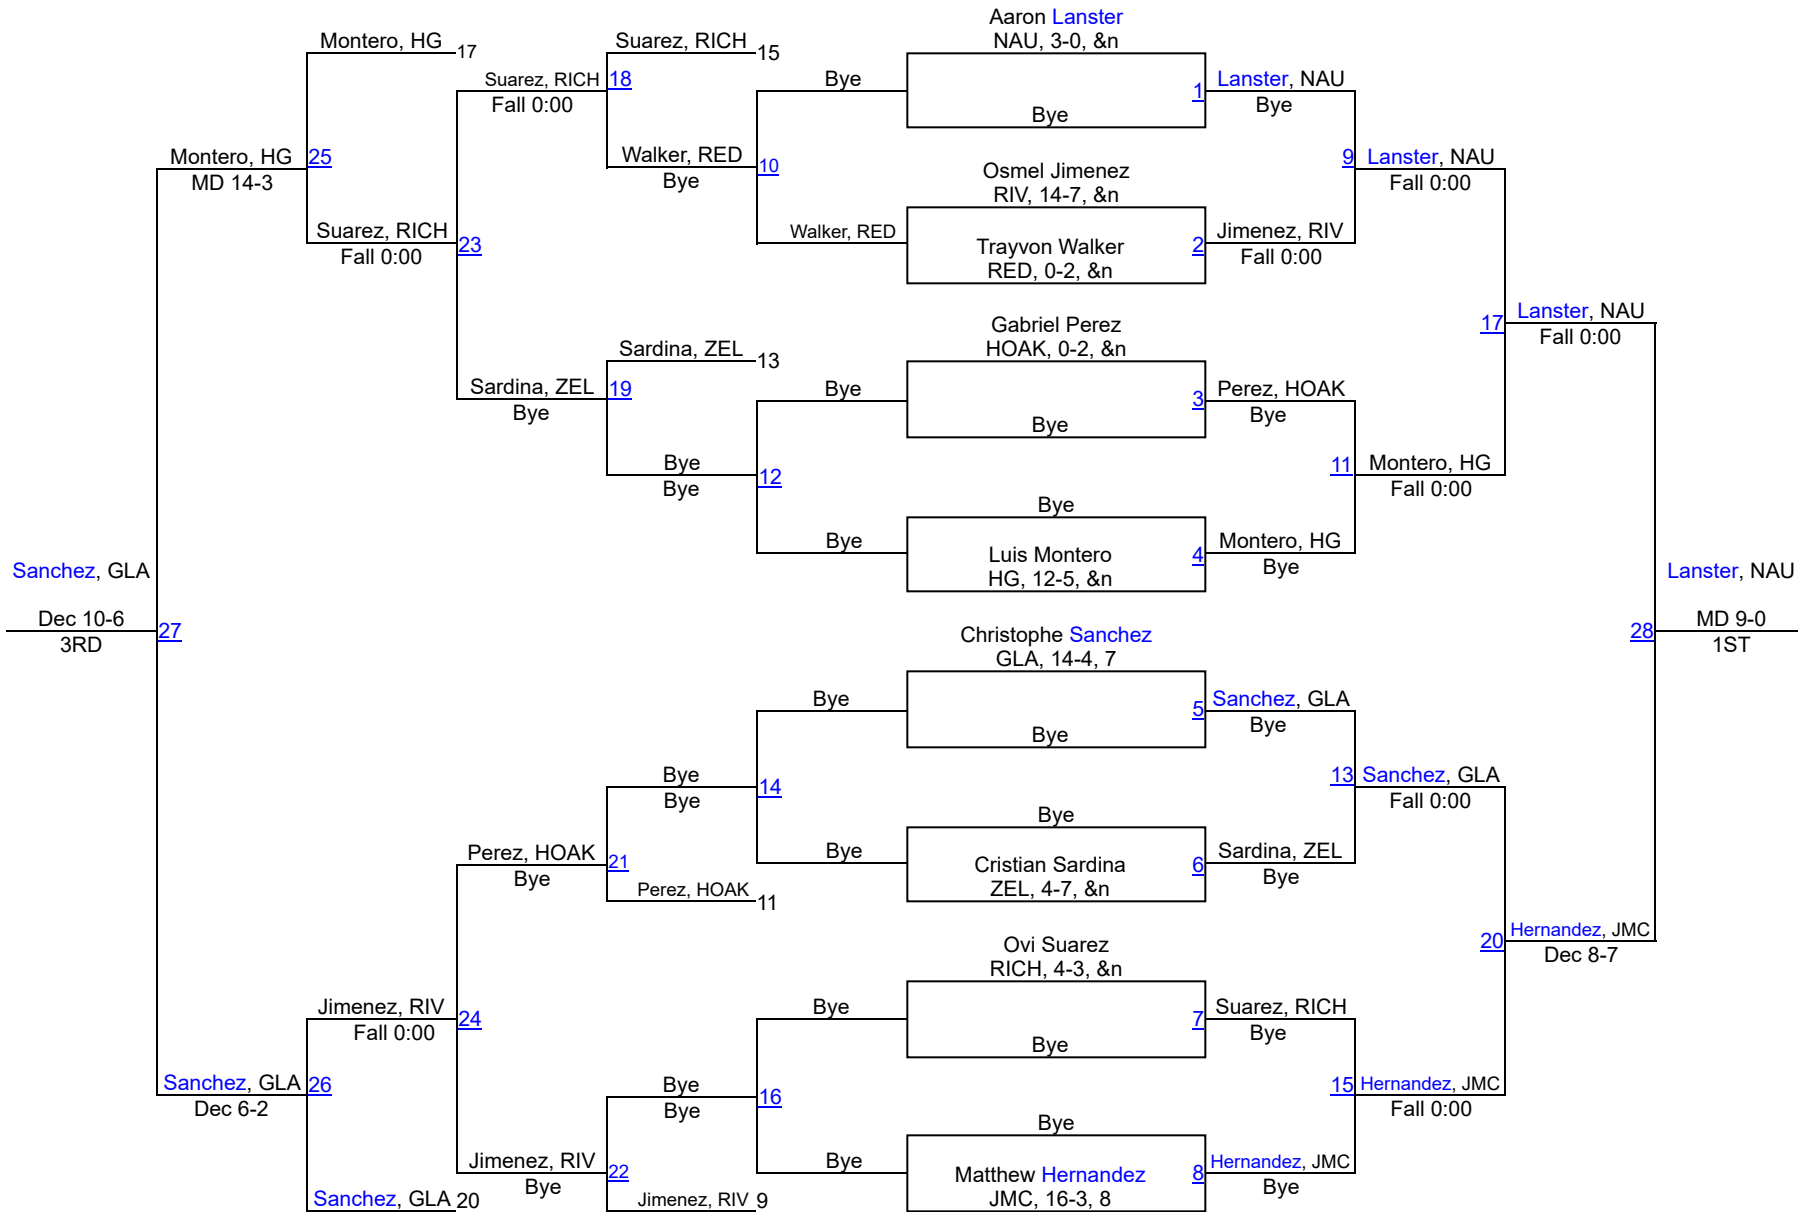 Aaron Lanster
NAU, 3-0, &n
Bye
1
Osmel Jimenez
RIV, 14-7, &n
Trayvon Walker
RED, 0-2, &n
2
Gabriel Perez
HOAK, 0-2, &n
Bye
3
Bye
Luis Montero
HG, 12-5, &n
4
Christophe Sanchez
GLA, 14-4, 7
Bye
5
Bye
Cristian Sardina
ZEL, 4-7, &n
6
Ovi Suarez
RICH, 4-3, &n
Bye
7
Bye
Matthew Hernandez
JMC, 16-3, 8
8
Lanster, NAU
Bye
Jimenez, RIV
Fall 0:00
Perez, HOAK
Bye
Montero, HG
Bye
Sanchez, GLA
Bye
Sardina, ZEL
Bye
Suarez, RICH
Bye
Hernandez, JMC
Bye
9
Lanster, NAU
Fall 0:00
11
Montero, HG
Fall 0:00
13
Sanchez, GLA
Fall 0:00
15
Hernandez, JMC
Fall 0:00
17
Lanster, NAU
Fall 0:00
20
Hernandez, JMC
Dec 8-7
28
Lanster, NAU
MD 9-0
1ST
Bye
Walker, RED
Bye
Bye
Bye
Bye
Bye
Bye
10
Walker, RED
Bye
12
Bye
Bye
14
Bye
Bye
16
Bye
Bye
Suarez, RICH
15
18
Suarez, RICH
Fall 0:00
Sardina, ZEL
13
19
Sardina, ZEL
Bye
21
Perez, HOAK
11
Perez, HOAK
Bye
22
Jimenez, RIV
9
Jimenez, RIV
Bye
23
Suarez, RICH
Fall 0:00
24
Jimenez, RIV
Fall 0:00
Montero, HG
17
25
Montero, HG
MD 14-3
26
Sanchez, GLA
20
Sanchez, GLA
Dec 6-2
27
Sanchez, GLA
Dec 10-6
3RD